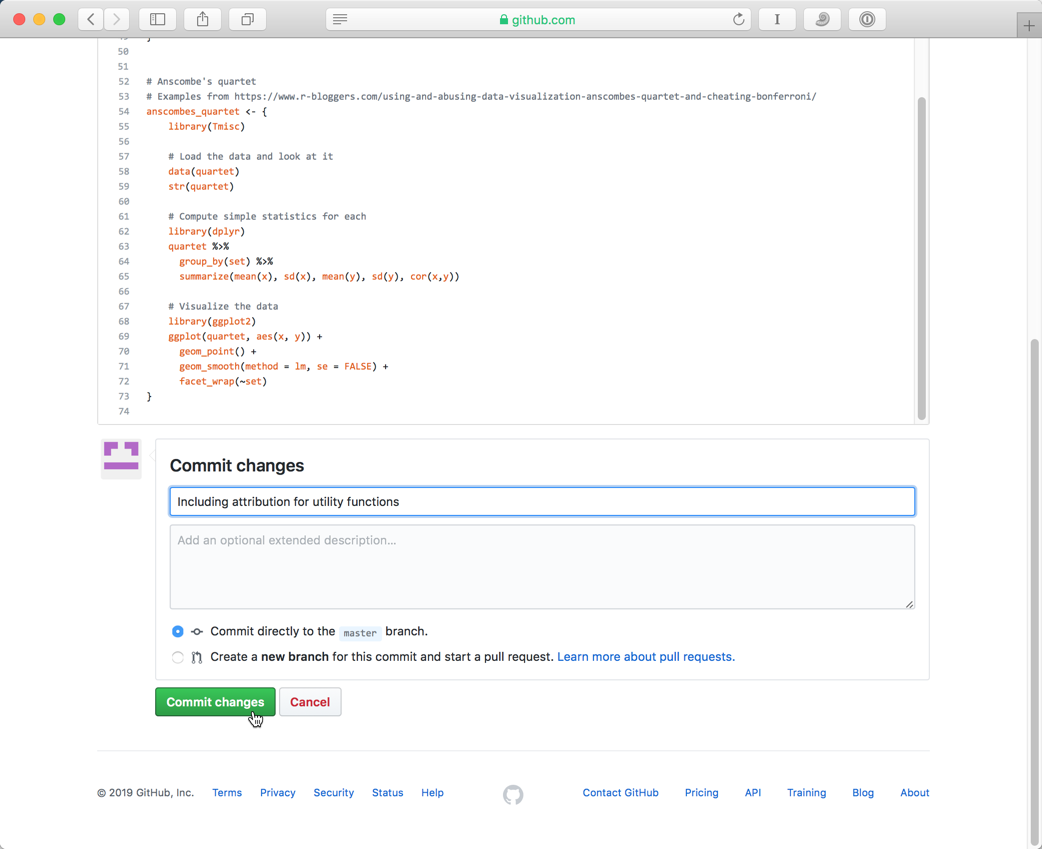 github.com
50
51
52 # Anscombe's quartet
53 # Examples from https://www.r-bloggers.com/using-and-abusing-data-visualization-anscombes-quartet-and-cheating-bonferroni/
54 anscombes_quartet <- {
55     library(Tmisc)
56
57     # Load the data and look at it
58     data(quartet)
59     str(quartet)
60
61     # Compute simple statistics for each
62     library(dplyr)
63     quartet %>%
64       group_by(set) %>%
65       summarize(mean(x), sd(x), mean(y), sd(y), cor(x,y))
66
67     # Visualize the data
68     library(ggplot2)
69     ggplot(quartet, aes(x, y)) +
70       geom_point() +
71       geom_smooth(method = lm, se = FALSE) +
72       facet_wrap(~set)
73 }
74
Commit changes
Including attribution for utility functions
Add an optional extended description...
Commit directly to the master branch.
Create a new branch for this commit and start a pull request. Learn more about pull requests.
Commit changes Cancel
© 2019 GitHub, Inc. Terms Privacy Security Status Help Contact GitHub Pricing API Training Blog About